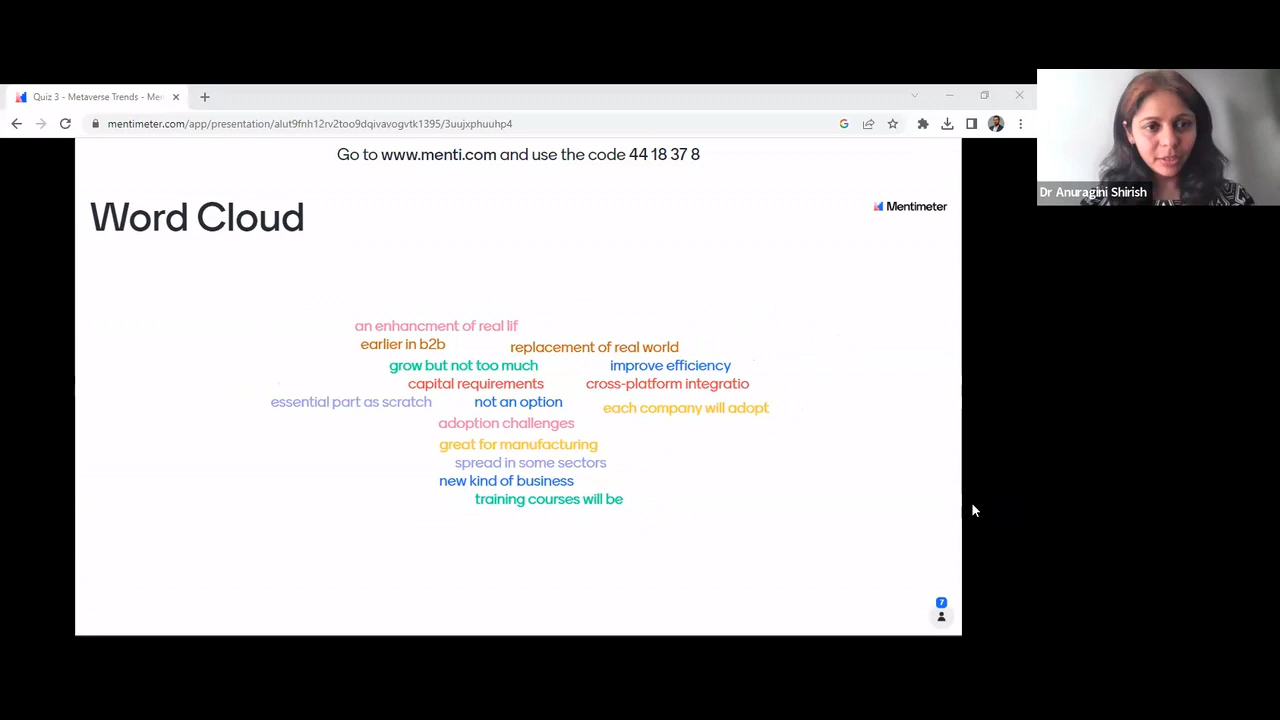 Quiz 3 - Metaverse Trends - Men
mentimeter.com/app/presentation/alut9fnh12rv2too9dqivavogvtk1395/3uujxphuuhp4
Go to www.menti.com and use the code 44 18 37 8
Word Cloud
Mentimeter
Dr Anuragini Shirish
an enhancment of real lif
earlier in b2b
replacement of real world
grow but not too much
improve efficiency
capital requirements
cross-platform integratio
essential part as scratch
not an option
each company will adopt
adoption challenges
great for manufacturing
spread in some sectors
new kind of business
training courses will be
7